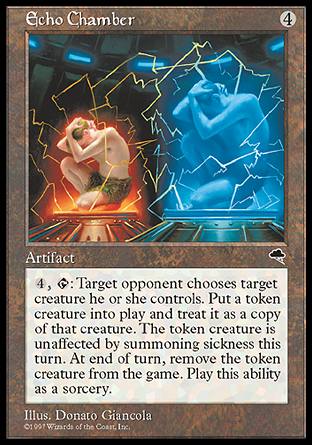 Echo Chamber 4
Artifact
4, : Target opponent chooses target
creature he or she controls. Put a token
creature into play and treat it as a copy
of that creature. The token creature is
unaffected by summoning sickness this
turn. At end of turn, remove the token
creature from the game. Play this ability
as a sorcery.
Illus. Donato Giancola
©1997 Wizards of the Coast, Inc.